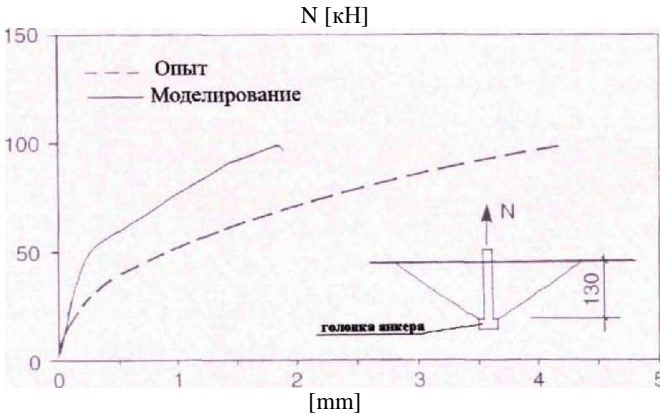 N [кН]
150
Опыт
Моделирование
100
N
50
130
головка анкера
0
0 1 2 3 4 5
[mm]